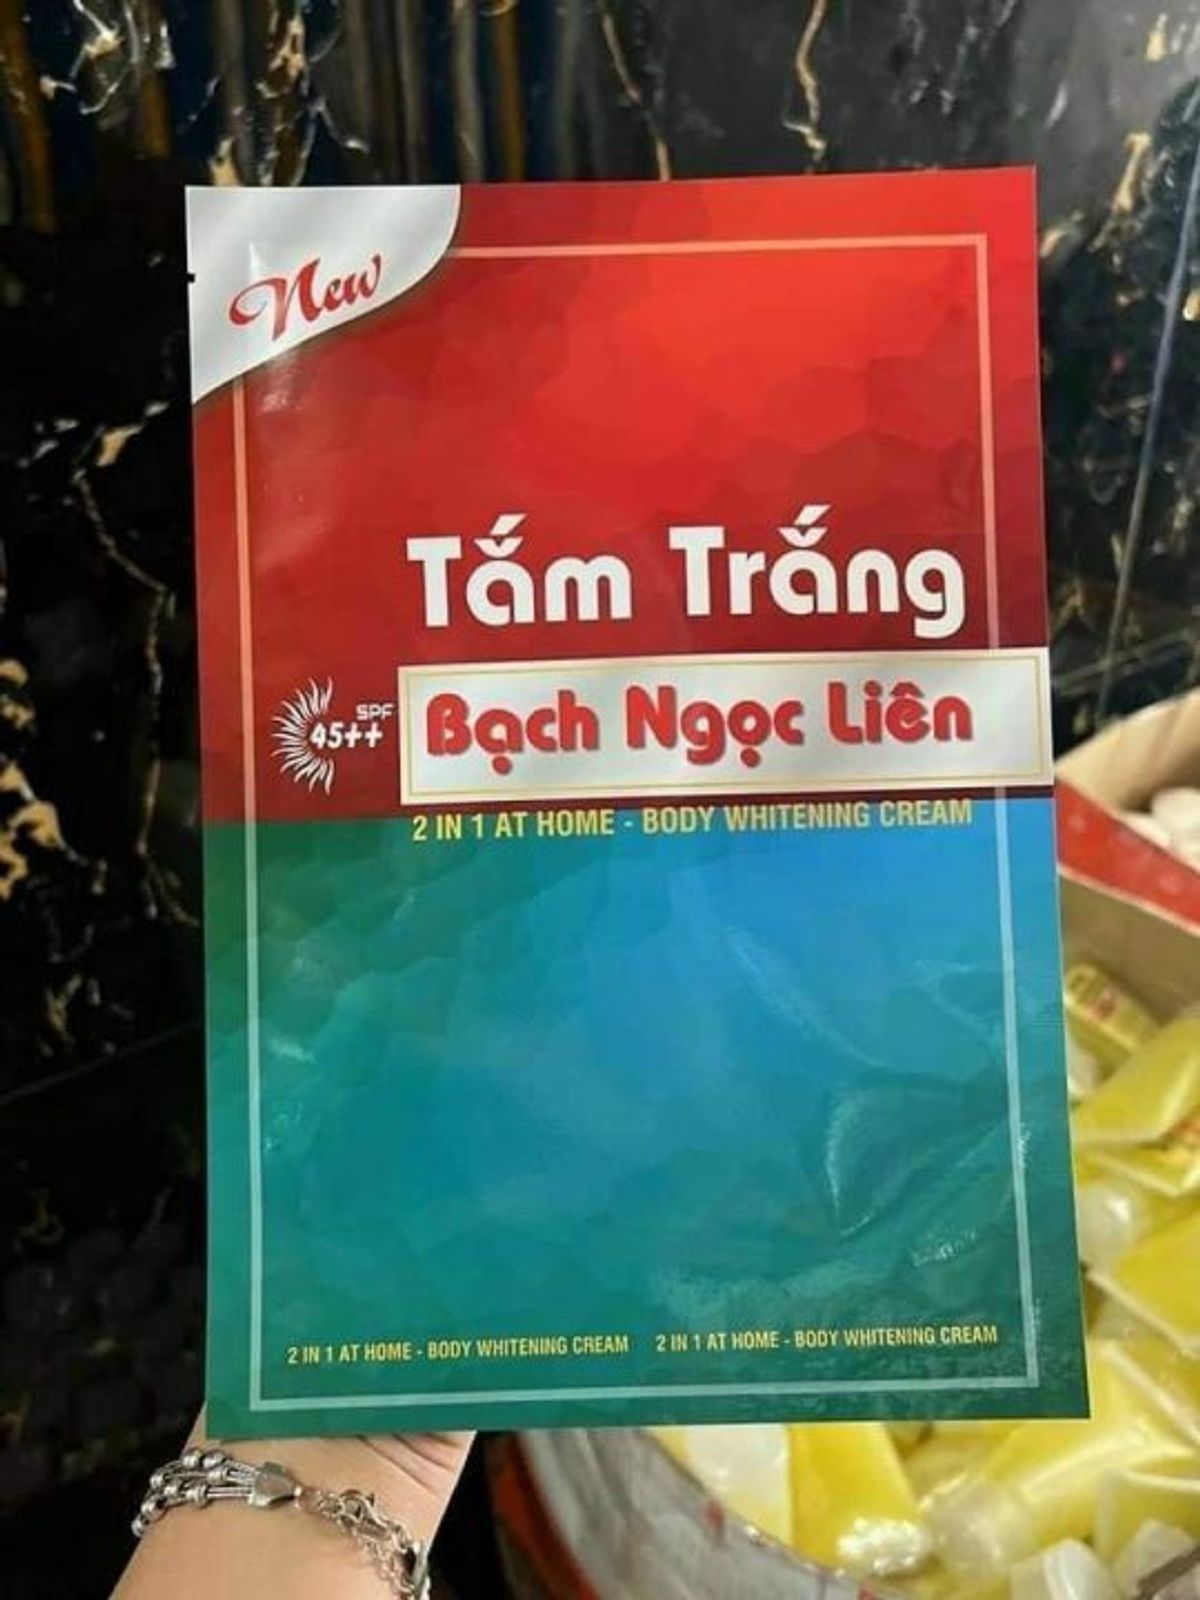 New
Tắm Trắng
SPF
45++
Bạch Ngọc Liên
2 IN 1 AT HOME - BODY WHITENING CREAM
2 IN 1 AT HOME - BODY WHITENING CREAM 2 IN 1 AT HOME - BODY WHITENING CREAM